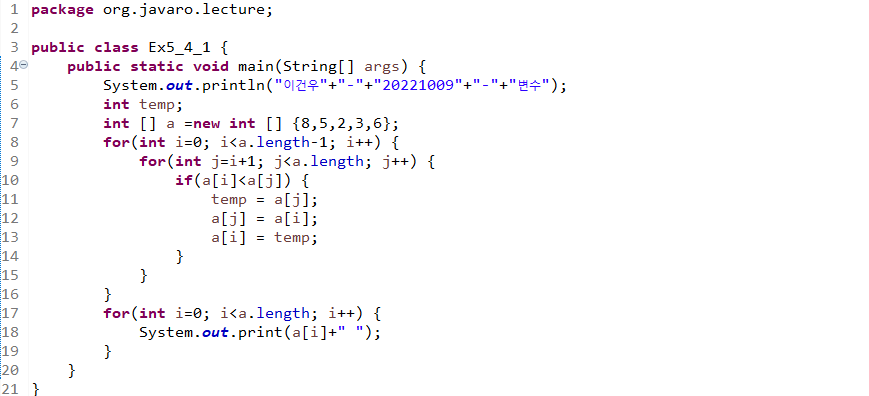 1 package org.javaro.lecture;
2
3 public class Ex5_4_1 {
4 public static void main(String[] args) {
5 System.out.println("이건우"+"-"+"20221009"+"-"+"변수");
6 int temp;
7 int [] a =new int [] {8,5,2,3,6};
8 for(int i=0; i<a.length-1; i++) {
9 for(int j=i+1; j<a.length; j++) {
10 if(a[i]<a[j]) {
11 temp = a[j];
12 a[j] = a[i];
13 a[i] = temp;
14 }
15 }
16 }
17 for(int i=0; i<a.length; i++) {
18 System.out.print(a[i]+" ");
19 }
20 }
21 }